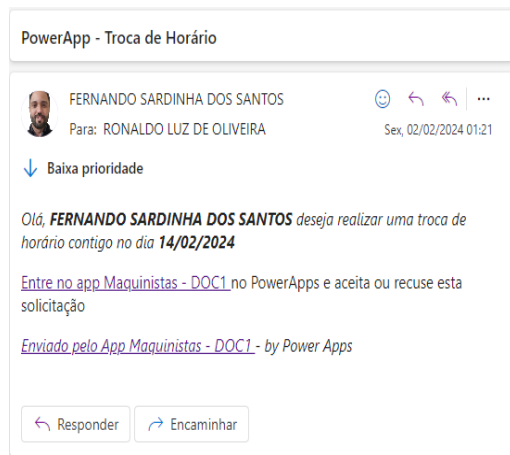 PowerApp - Troca de Horário
FERNANDO SARDINHA DOS SANTOS
Para: RONALDO LUZ DE OLIVEIRA
Sex, 02/02/2024 01:21
Baixa prioridade
Olá, FERNANDO SARDINHA DOS SANTOS deseja realizar uma troca de
horário contigo no dia 14/02/2024
Entre no app Maquinistas - DOC1 no PowerApps e aceita ou recuse esta
solicitação
Enviado pelo App Maquinistas - DOC1 - by Power Apps
Responder
Encaminhar